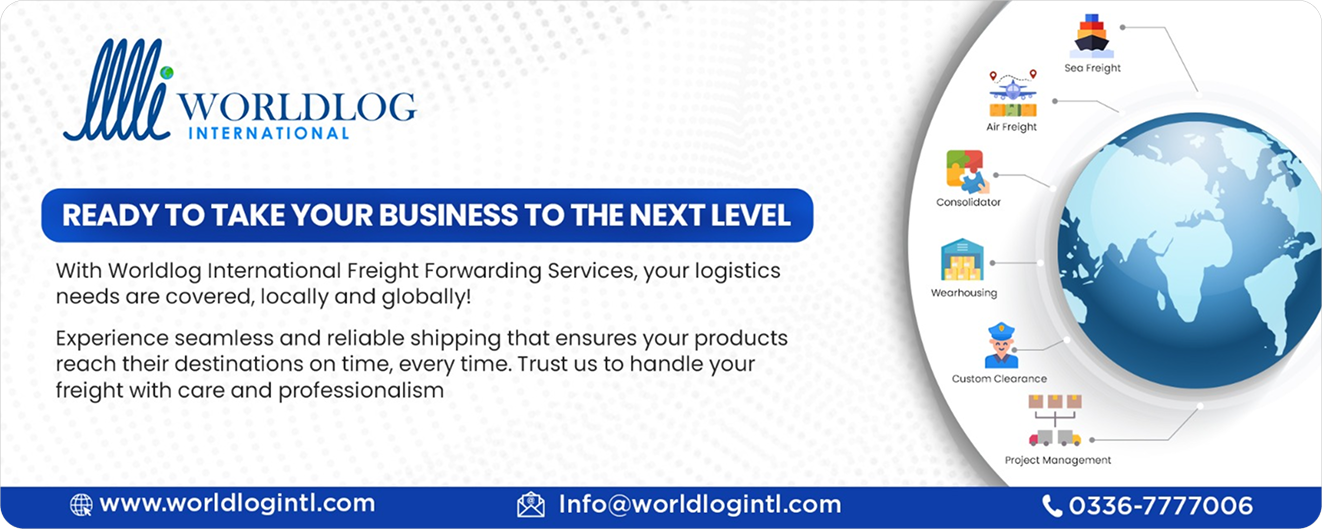 WORLDLOG
INTERNATIONAL
READY TO TAKE YOUR BUSINESS TO THE NEXT LEVEL
With Worldlog International Freight Forwarding Services, your logistics
needs are covered, locally and globally!
Experience seamless and reliable shipping that ensures your products
reach their destinations on time, every time. Trust us to handle your
freight with care and professionalism
Sea Freight
Air Freight
Consolidator
Wearhousing
Custom Clearance
Project Management
www.worldlogintl.com
Info@worldlogintl.com
0336-7777006